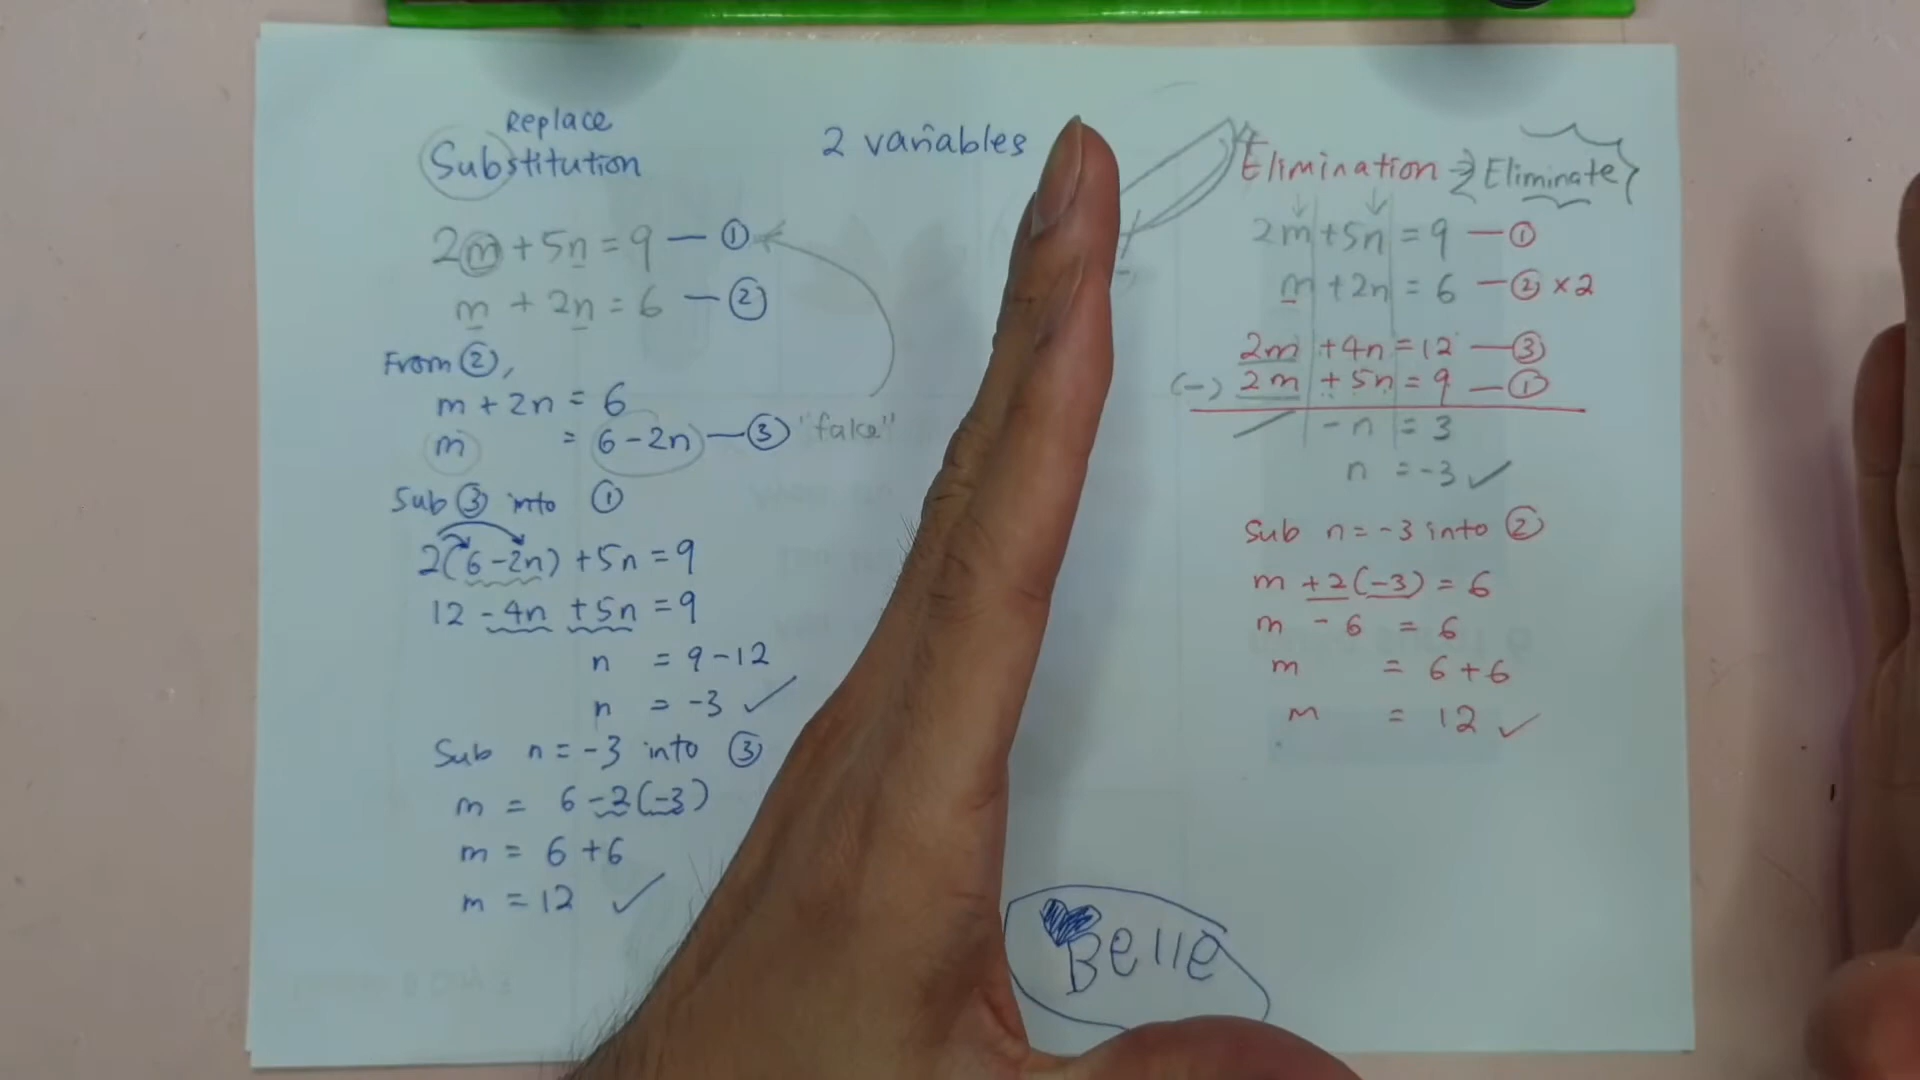 Replace
Substitution
2m + 5n = 9 — ①
m + 2n = 6 — ②
From ②,
m + 2n = 6
m = 6 - 2n — ③ "fake"
Sub ③ into ①
2(6 - 2n) + 5n = 9
12 - 4n + 5n = 9
n = 9 - 12
n = -3 ✓
Sub n = -3 into ③
m = 6 - 2(-3)
m = 6 + 6
m = 12 ✓
2 variables
Elimination → Eliminate
2m + 5n = 9 — ①
m + 2n = 6 — ② × 2
2m + 4n = 12 — ③
(-) 2m + 5n = 9 — ①
- n = 3
n = -3 ✓
Sub n = -3 into ②
m + 2(-3) = 6
m - 6 = 6
m = 6 + 6
m = 12 ✓
Belle